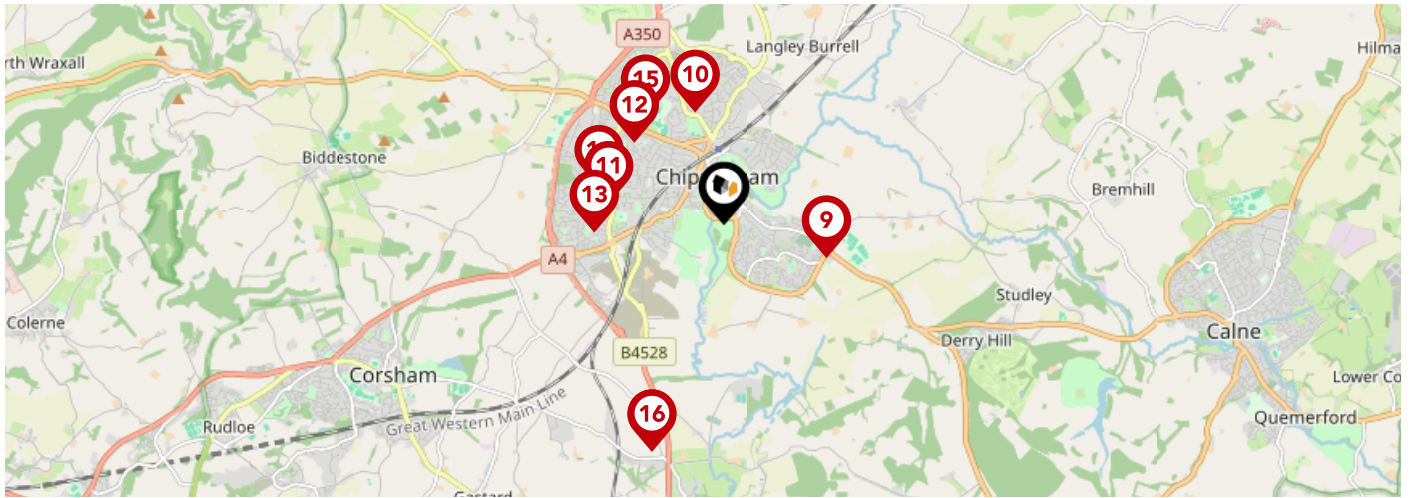 A350
Langley Burrell
Hilma
rth Wraxall
15
10
12
Biddestone
11
Chip
am
13
Bremhill
9
A4
Studley
Colerne
Calne
Derry Hill
B4528
Corsham
Lower Co
Great Western Main Line
16
Quemerford
Rudloe
Gastard